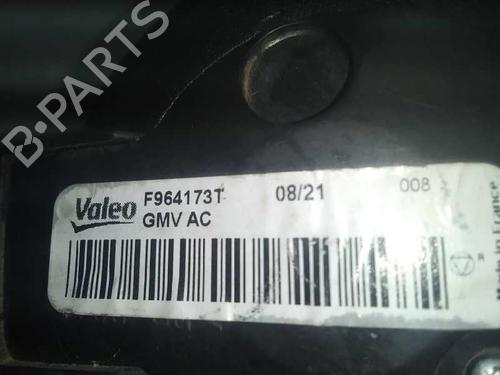 B-PARTS
Valeo F964173T 08/21 008
GMV AC
R
Made in France